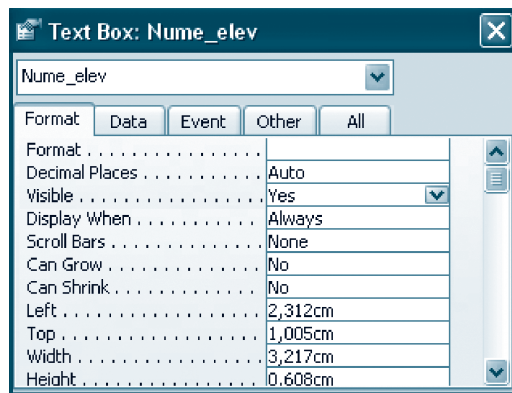 Text Box: Nume_elev
Nume_elev
Format Data Event Other All
Format . . . . . . . . . . . . . . . . .
Decimal Places . . . . . . . . . . . Auto
Visible . . . . . . . . . . . . . . . . . . Yes
Display When . . . . . . . . . . . . Always
Scroll Bars . . . . . . . . . . . . . . None
Can Grow . . . . . . . . . . . . . . . No
Can Shrink. . . . . . . . . . . . . . . No
Left . . . . . . . . . . . . . . . . . . . . 2,312cm
Top . . . . . . . . . . . . . . . . . . . . 1,005cm
Width . . . . . . . . . . . . . . . . . . 3,217cm
Height . . . . . . . . . . . . . . . . . 0.608cm